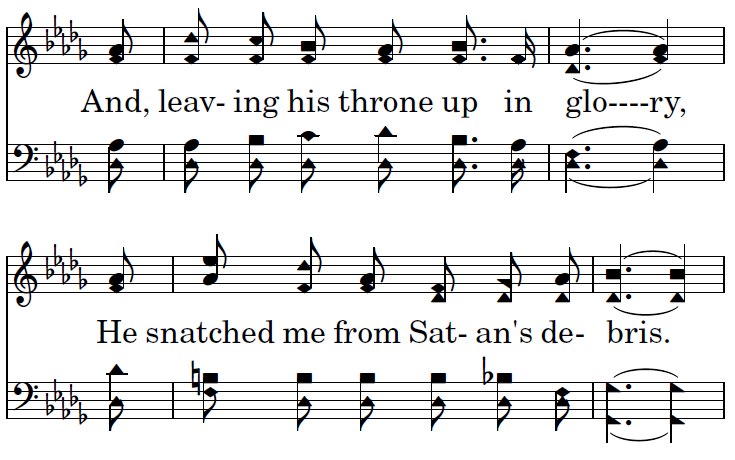 And, leav- ing his throne up in glo----ry,
He snatched me from Sat- an's de- bris.